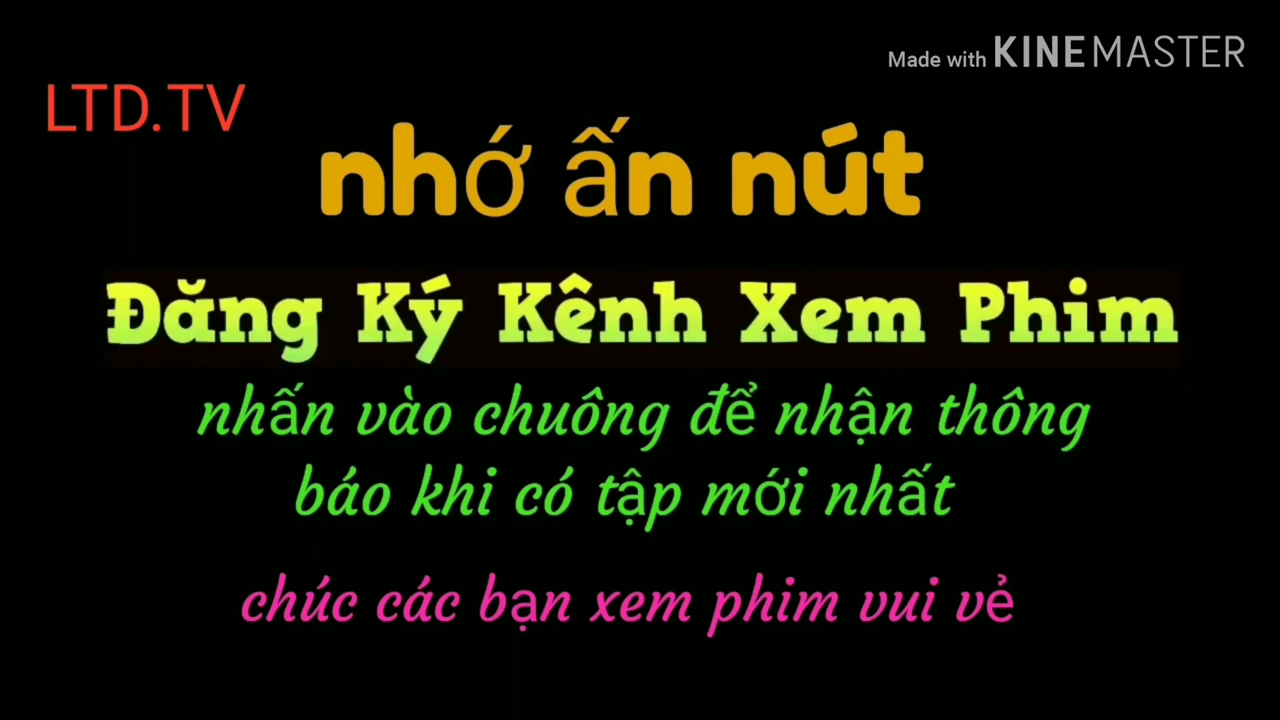 Made with KINEMASTER
LTD.TV
nhớ ấn nút
Đăng Ký Kênh Xem Phim
nhấn vào chuông để nhận thông
báo khi có tập mới nhất
chúc các bạn xem phim vui vẻ